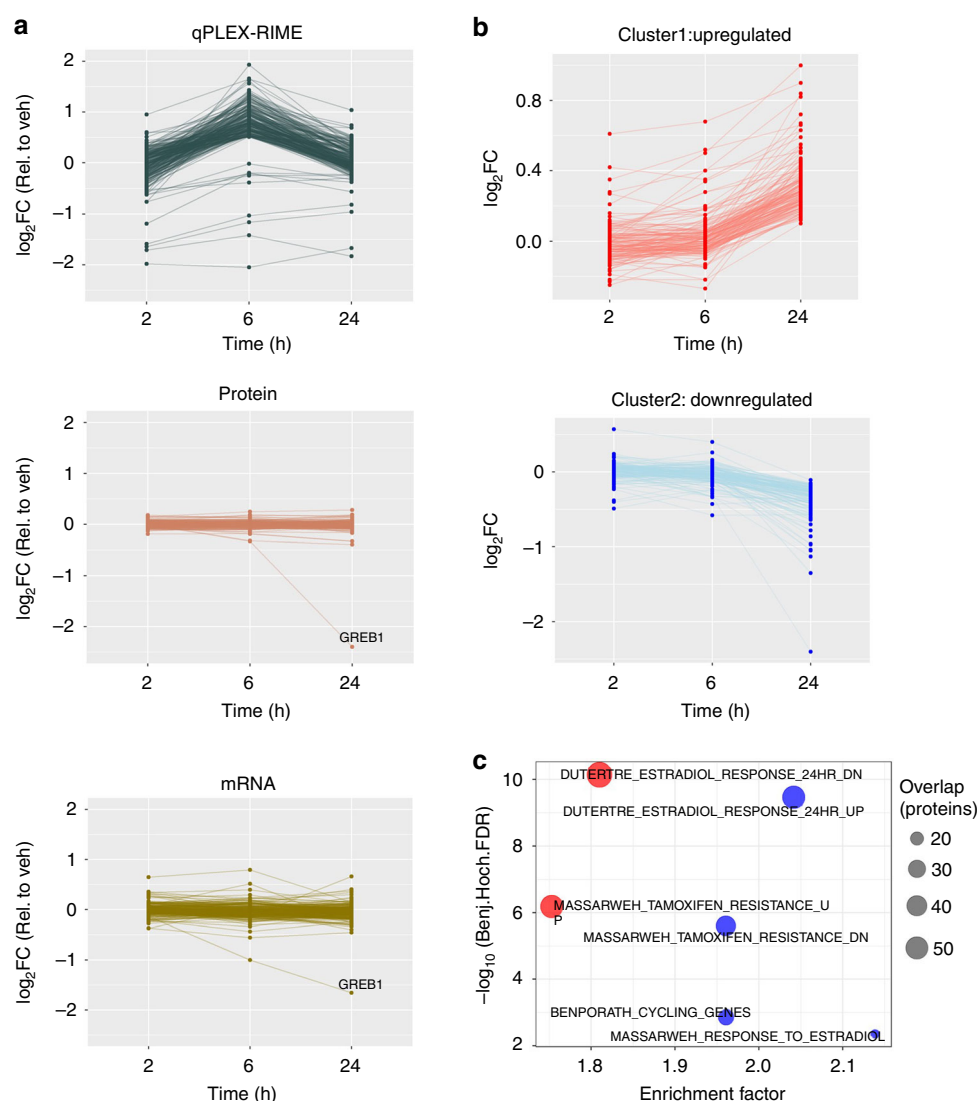 a
qPLEX-RIME
log2FC (Rel. to veh)
2
1
0
−1
−2
2 6 24
Time (h)
Protein
log2FC (Rel. to veh)
2
1
0
−1
−2
GREB1
2 6 24
Time (h)
mRNA
log2FC (Rel. to veh)
2
1
0
−1
−2
GREB1
2 6 24
Time (h)
b
Cluster1:upregulated
log2FC
0.8
0.4
0.0
2 6 24
Time (h)
Cluster2: downregulated
log2FC
0
−1
−2
2 6 24
Time (h)
c
−log10 (Benj.Hoch.FDR)
10
8
6
4
2
DUTERTRE_ESTRADIOL_RESPONSE_24HR_DN
DUTERTRE_ESTRADIOL_RESPONSE_24HR_UP
MASSARWEH_TAMOXIFEN_RESISTANCE_U
P
MASSARWEH_TAMOXIFEN_RESISTANCE_DN
BENPORATH_CYCLING_GENES
MASSARWEH_RESPONSE_TO_ESTRADIOL
1.8 1.9 2.0 2.1
Enrichment factor
Overlap
(proteins)
20
30
40
50